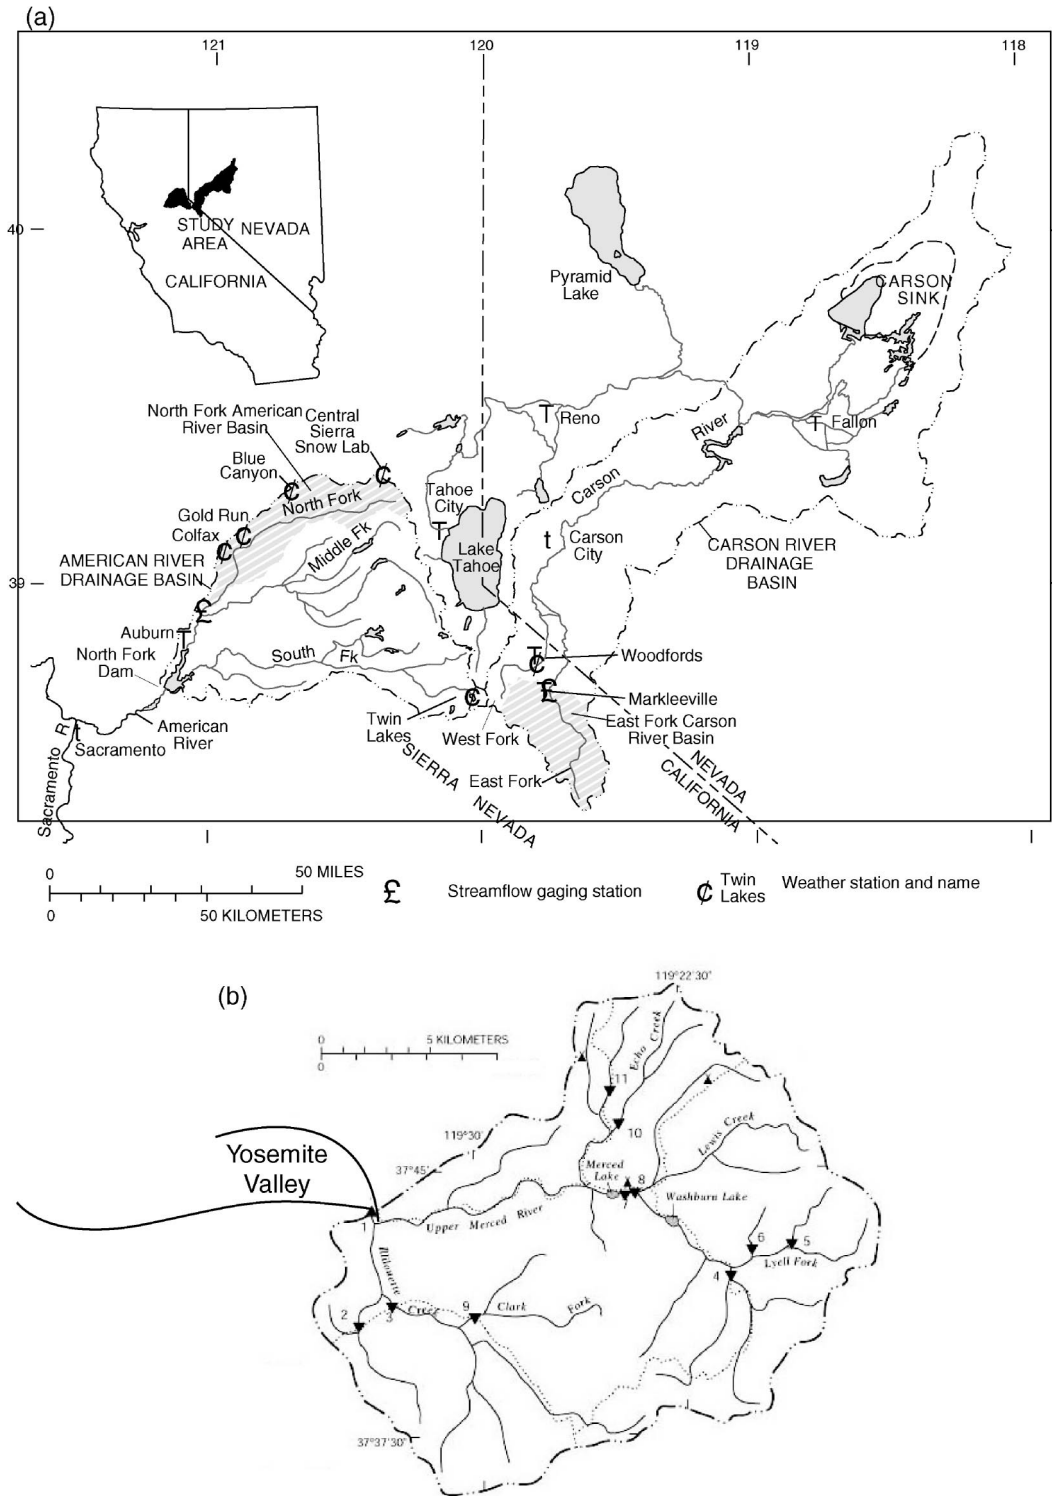 (a)
121
120
119
118
40
39
STUDY
AREA
NEVADA
CALIFORNIA
Pyramid
Lake
CARSON
SINK
North Fork American
River Basin
Central
Sierra
Snow Lab
Blue
Canyon
Gold Run
Colfax
AMERICAN RIVER
DRAINAGE BASIN
North Fork
Middle Fk
South Fk
Tahoe
City
T
Lake
Tahoe
T Reno
Carson
River
T Fallon
t Carson
City
CARSON RIVER
DRAINAGE
BASIN
Auburn T
North Fork
Dam
American
River
t
Sacramento
Sacramento R
Twin
Lakes
West Fork
East Fork
T
Woodfords
Markleeville
East Fork Carson
River Basin
SIERRA NEVADA
NEVADA
CALIFORNIA
0 50 MILES
0 50 KILOMETERS
£ Streamflow gaging station
¢ Twin
Lakes
Weather station and name
(b)
119°22'30"
0 5 KILOMETERS
0
119°30'
37°45'
Yosemite
Valley
Echo Creek
11
10
Lewis Creek
Merced
Lake
8
Washburn Lake
Upper Merced River
1
Illilouette
Creek
2
3
9
Clark Fork
6
5
4
Lyell Fork
37°37'30"